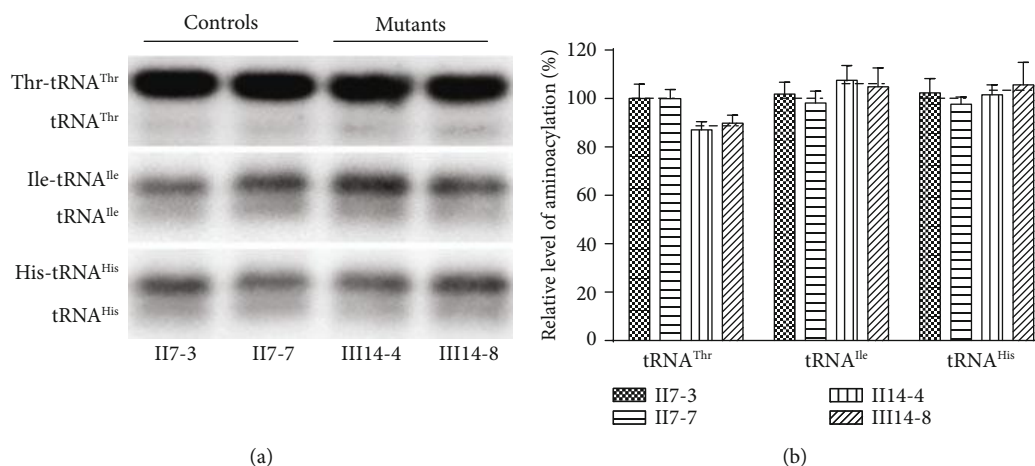 Controls Mutants
Thr-tRNAᵀʰʳ
tRNAᵀʰʳ
Ile-tRNAᴵˡᵉ
tRNAᴵˡᵉ
His-tRNAᴴⁱˢ
tRNAᴴⁱˢ
II7-3 II7-7 III14-4 III14-8
(a)
Relative level of aminoacylation (%)
120
100
80
60
40
20
0
tRNAᵀʰʳ tRNAᴵˡᵉ tRNAᴴⁱˢ
II7-3 II14-4
II7-7 III14-8
(b)